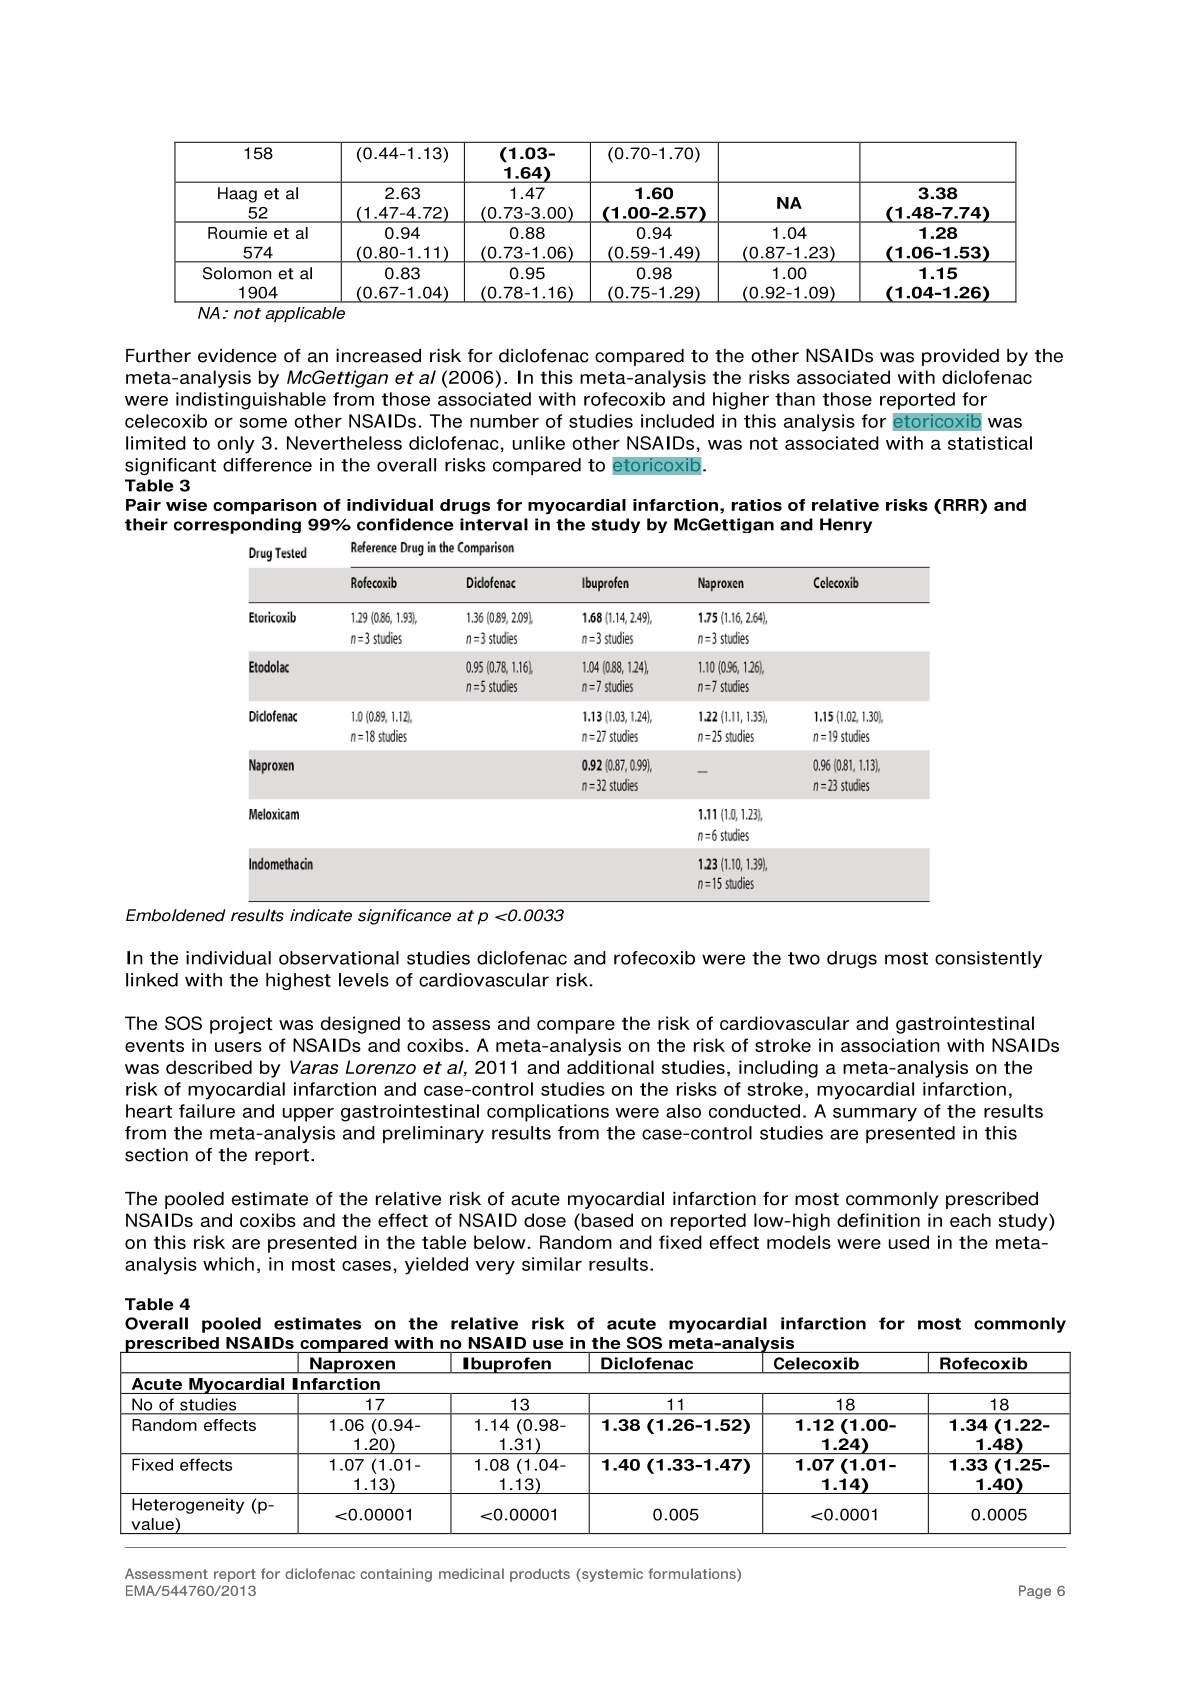 158 (0.44-1.13) (1.03- (0.70-1.70)
1.64)
Haag et al 2.63 1.47 1.60 NA 3.38
52 (1.47-4.72) (0.73-3.00) (1.00-2.57) (1.48-7.74)
Roumie et al 0.94 0.88 0.94 1.04 1.28
574 (0.80-1.11) (0.73-1.06) (0.59-1.49) (0.87-1.23) (1.06-1.53)
Solomon et al 0.83 0.95 0.98 1.00 1.15
1904 (0.67-1.04) (0.78-1.16) (0.75-1.29) (0.92-1.09) (1.04-1.26)
NA: not applicable
Further evidence of an increased risk for diclofenac compared to the other NSAIDs was provided by the
meta-analysis by McGettigan et al (2006). In this meta-analysis the risks associated with diclofenac
were indistinguishable from those associated with rofecoxib and higher than those reported for
celecoxib or some other NSAIDs. The number of studies included in this analysis for etoricoxib was
limited to only 3. Nevertheless diclofenac, unlike other NSAIDs, was not associated with a statistical
significant difference in the overall risks compared to etoricoxib.
Table 3
Pair wise comparison of individual drugs for myocardial infarction, ratios of relative risks (RRR) and
their corresponding 99% confidence interval in the study by McGettigan and Henry
Drug Tested Reference Drug in the Comparison
Rofecoxib Diclofenac Ibuprofen Naproxen Celecoxib
Etoricoxib 1.29 (0.86, 1.93), 1.36 (0.89, 2.09), 1.68 (1.14, 2.49), 1.75 (1.16, 2.64),
n=3 studies n=3 studies n=3 studies n=3 studies
Etodolac 0.95 (0.78, 1.16), 1.04 (0.88, 1.24), 1.10 (0.96, 1.26),
n=5 studies n=7 studies n=7 studies
Diclofenac 1.0 (0.89, 1.12), 1.13 (1.03, 1.24), 1.22 (1.11, 1.35), 1.15 (1.02, 1.30),
n=18 studies n=27 studies n=25 studies n=19 studies
Naproxen 0.92 (0.87, 0.99), — 0.96 (0.81, 1.13),
n=32 studies n=23 studies
Meloxicam 1.11 (1.0, 1.23),
n=6 studies
Indomethacin 1.23 (1.10, 1.39),
n=15 studies
Emboldened results indicate significance at p <0.0033
In the individual observational studies diclofenac and rofecoxib were the two drugs most consistently
linked with the highest levels of cardiovascular risk.
The SOS project was designed to assess and compare the risk of cardiovascular and gastrointestinal
events in users of NSAIDs and coxibs. A meta-analysis on the risk of stroke in association with NSAIDs
was described by Varas Lorenzo et al, 2011 and additional studies, including a meta-analysis on the
risk of myocardial infarction and case-control studies on the risks of stroke, myocardial infarction,
heart failure and upper gastrointestinal complications were also conducted. A summary of the results
from the meta-analysis and preliminary results from the case-control studies are presented in this
section of the report.
The pooled estimate of the relative risk of acute myocardial infarction for most commonly prescribed
NSAIDs and coxibs and the effect of NSAID dose (based on reported low-high definition in each study)
on this risk are presented in the table below. Random and fixed effect models were used in the meta-
analysis which, in most cases, yielded very similar results.
Table 4
Overall pooled estimates on the relative risk of acute myocardial infarction for most commonly
prescribed NSAIDs compared with no NSAID use in the SOS meta-analysis
Naproxen Ibuprofen Diclofenac Celecoxib Rofecoxib
Acute Myocardial Infarction
No of studies 17 13 11 18 18
Random effects 1.06 (0.94- 1.14 (0.98- 1.38 (1.26-1.52) 1.12 (1.00- 1.34 (1.22-
1.20) 1.31) 1.24) 1.48)
Fixed effects 1.07 (1.01- 1.08 (1.04- 1.40 (1.33-1.47) 1.07 (1.01- 1.33 (1.25-
1.13) 1.13) 1.14) 1.40)
Heterogeneity (p- <0.00001 <0.00001 0.005 <0.0001 0.0005
value)
Assessment report for diclofenac containing medicinal products (systemic formulations)
EMA/544760/2013 Page 6